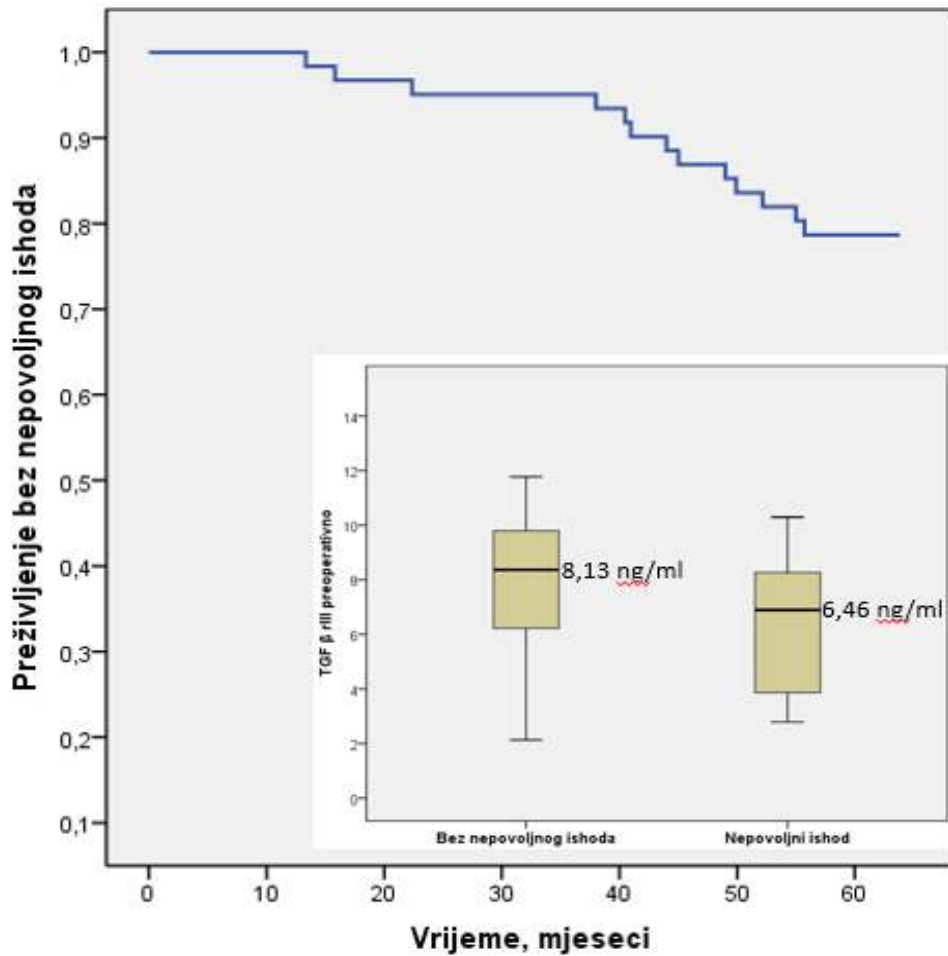 Preživljenje bez nepovoljnog ishoda
1,0
0,9
0,8
0,7
0,6
0,5
0,4
0,3
0,2
0,1
TGF β rIII preoperativno
14
12
10
8
6
4
2
0
8,13 ng/ml
6,46 ng/ml
Bez nepovoljnog ishoda Nepovoljni ishod
0 10 20 30 40 50 60
Vrijeme, mjeseci